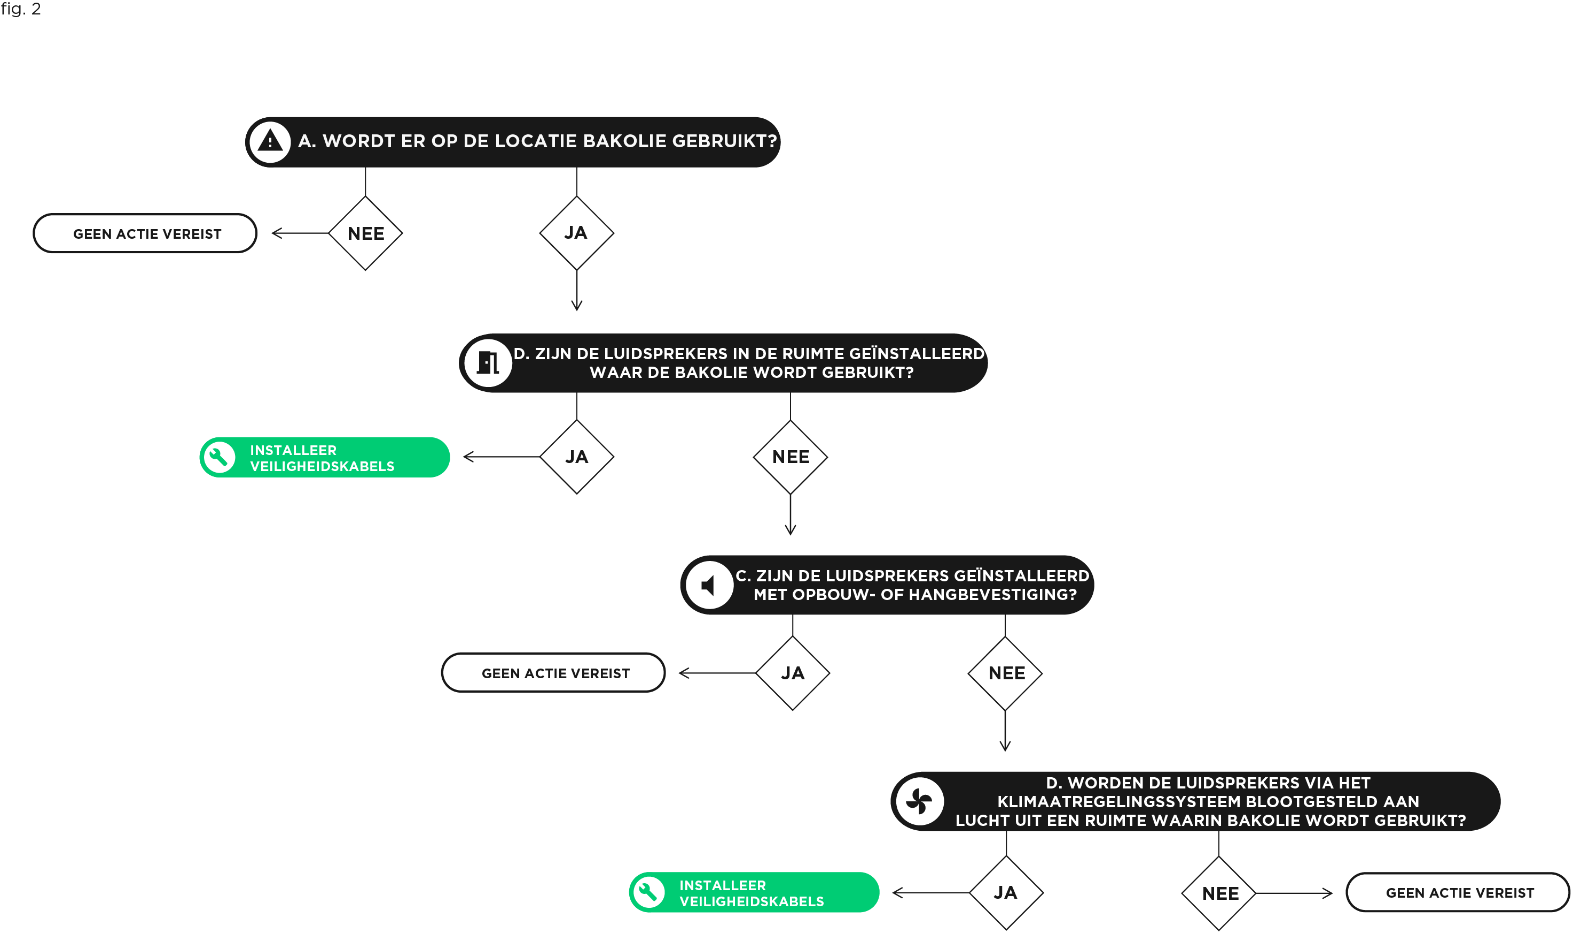 fig. 2
A. WORDT ER OP DE LOCATIE BAKOLIE GEBRUIKT?
GEEN ACTIE VEREIST
NEE
JA
D. ZIJN DE LUIDSPREKERS IN DE RUIMTE GEÏNSTALLEERD
WAAR DE BAKOLIE WORDT GEBRUIKT?
INSTALLEER
VEILIGHEIDSKABELS
JA
NEE
C. ZIJN DE LUIDSPREKERS GEÏNSTALLEERD
MET OPBOUW- OF HANGBEVESTIGING?
GEEN ACTIE VEREIST
JA
NEE
D. WORDEN DE LUIDSPREKERS VIA HET
KLIMAATREGELINGSSYSTEEM BLOOTGESTELD AAN
LUCHT UIT EEN RUIMTE WAARIN BAKOLIE WORDT GEBRUIKT?
INSTALLEER
VEILIGHEIDSKABELS
JA
NEE
GEEN ACTIE VEREIST